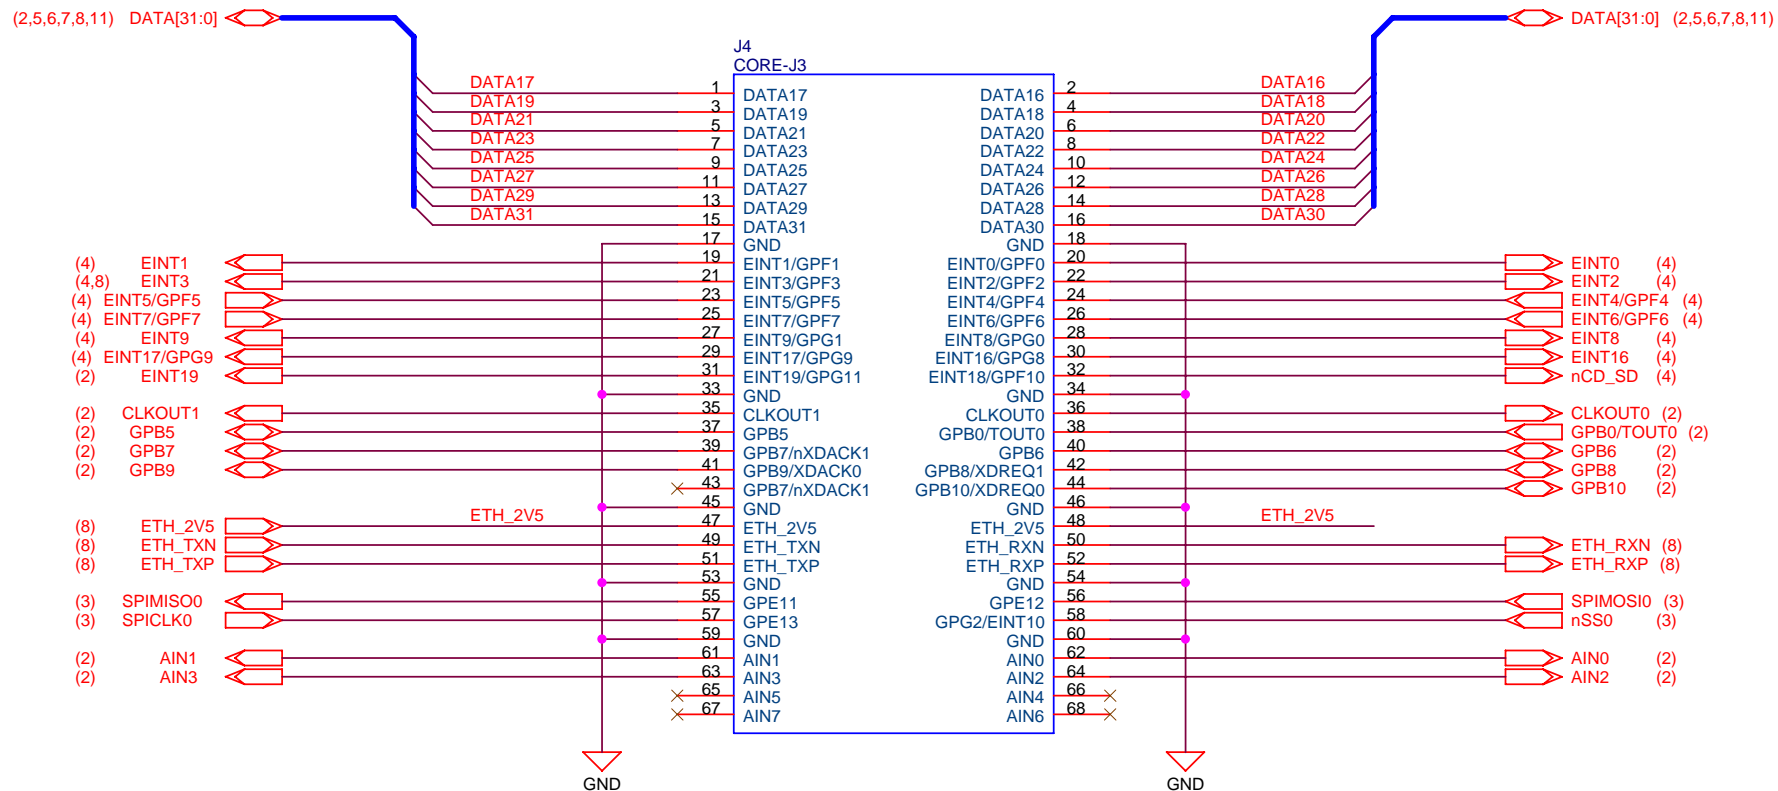 (2,5,6,7,8,11) DATA[31:0] DATA[31:0] (2,5,6,7,8,11)
J4
CORE-J3
DATA17 1 DATA17 DATA16 2 DATA16
DATA19 3 DATA19 DATA18 4 DATA18
DATA21 5 DATA21 DATA20 6 DATA20
DATA23 7 DATA23 DATA22 8 DATA22
DATA25 9 DATA25 DATA24 10 DATA24
DATA27 11 DATA27 DATA26 12 DATA26
DATA29 13 DATA29 DATA28 14 DATA28
DATA31 15 DATA31 DATA30 16 DATA30
17 GND GND 18
(4) EINT1 19 EINT1/GPF1 EINT0/GPF0 20 EINT0 (4)
(4,8) EINT3 21 EINT3/GPF3 EINT2/GPF2 22 EINT2 (4)
(4) EINT5/GPF5 23 EINT5/GPF5 EINT4/GPF4 24 EINT4/GPF4 (4)
(4) EINT7/GPF7 25 EINT7/GPF7 EINT6/GPF6 26 EINT6/GPF6 (4)
(4) EINT9 27 EINT9/GPG1 EINT8/GPG0 28 EINT8 (4)
(4) EINT17/GPG9 29 EINT17/GPG9 EINT16/GPG8 30 EINT16 (4)
(2) EINT19 31 EINT19/GPG11 EINT18/GPF10 32 nCD_SD (4)
33 GND GND 34
(2) CLKOUT1 35 CLKOUT1 CLKOUT0 36 CLKOUT0 (2)
(2) GPB5 37 GPB5 GPB0/TOUT0 38 GPB0/TOUT0 (2)
(2) GPB7 39 GPB7/nXDACK1 GPB6 40 GPB6 (2)
(2) GPB9 41 GPB9/XDACK0 GPB8/XDREQ1 42 GPB8 (2)
43 GPB7/nXDACK1 GPB10/XDREQ0 44 GPB10 (2)
45 GND GND 46
(8) ETH_2V5 ETH_2V5 47 ETH_2V5 ETH_2V5 48 ETH_2V5
(8) ETH_TXN 49 ETH_TXN ETH_RXN 50 ETH_RXN (8)
(8) ETH_TXP 51 ETH_TXP ETH_RXP 52 ETH_RXP (8)
53 GND GND 54
(3) SPIMISO0 55 GPE11 GPE12 56 SPIMOSI0 (3)
(3) SPICLK0 57 GPE13 GPG2/EINT10 58 nSS0 (3)
59 GND GND 60
(2) AIN1 61 AIN1 AIN0 62 AIN0 (2)
(2) AIN3 63 AIN3 AIN2 64 AIN2 (2)
65 AIN5 AIN4 66
67 AIN7 AIN6 68
GND GND